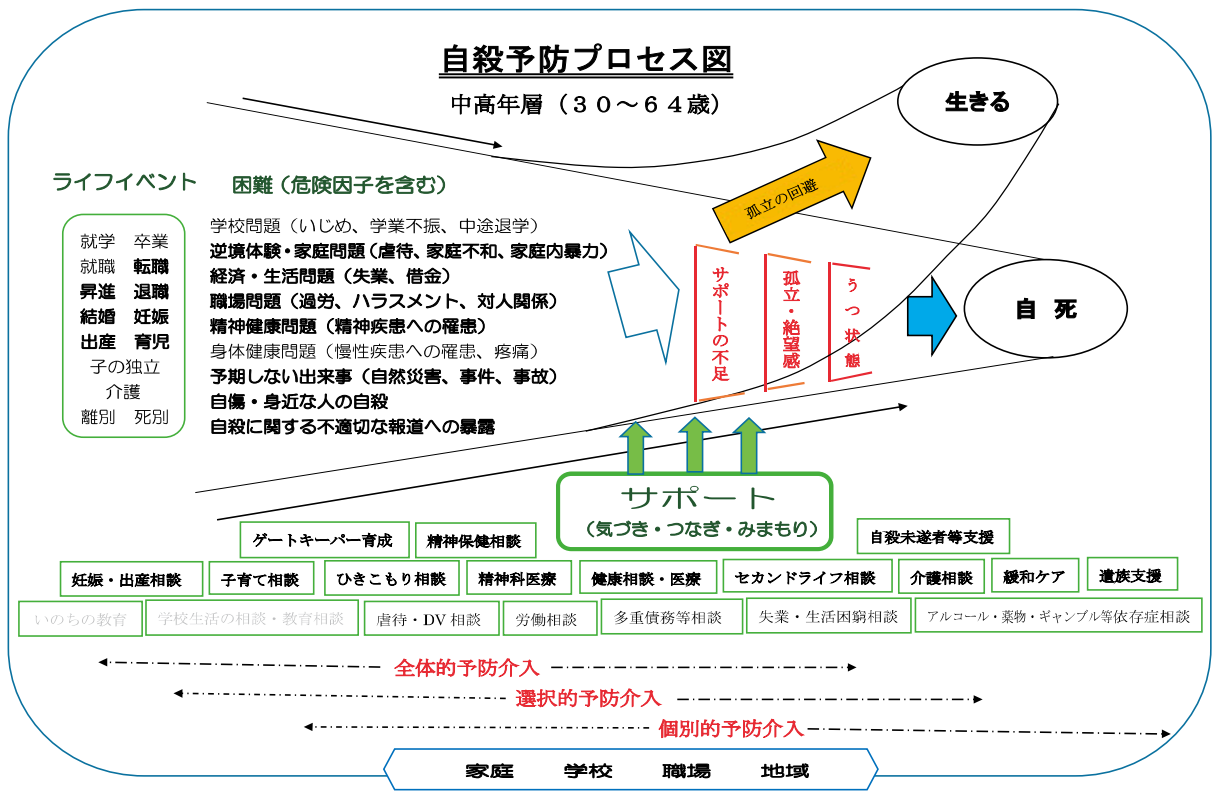 自殺予防プロセス図
中高年層（３０～６４歳）
生きる
孤立の回避
ライフイベント
就学　卒業
就職　転職
昇進　退職
結婚　妊娠
出産　育児
子の独立
介護
離別　死別
困難（危険因子を含む）
学校問題（いじめ、学業不振、中途退学）
逆境体験・家庭問題（虐待、家庭不和、家庭内暴力）
経済・生活問題（失業、借金）
職場問題（過労、ハラスメント、対人関係）
精神健康問題（精神疾患への罹患）
身体健康問題（慢性疾患への罹患、疼痛）
予期しない出来事（自然災害、事件、事故）
自傷・身近な人の自殺
自殺に関する不適切な報道への暴露
サポートの不足
孤立・絶望感
うつ状態
自　死
サポート
（気づき・つなぎ・みまもり）
ゲートキーパー育成
精神保健相談
自殺未遂者等支援
妊娠・出産相談
子育て相談
ひきこもり相談
精神科医療
健康相談・医療
セカンドライフ相談
介護相談
緩和ケア
遺族支援
いのちの教育
学校生活の相談・教育相談
虐待・DV 相談
労働相談
多重債務等相談
失業・生活困窮相談
アルコール・薬物・ギャンブル等依存症相談
全体的予防介入
選択的予防介入
個別的予防介入
家庭　　学校　　職場　　地域